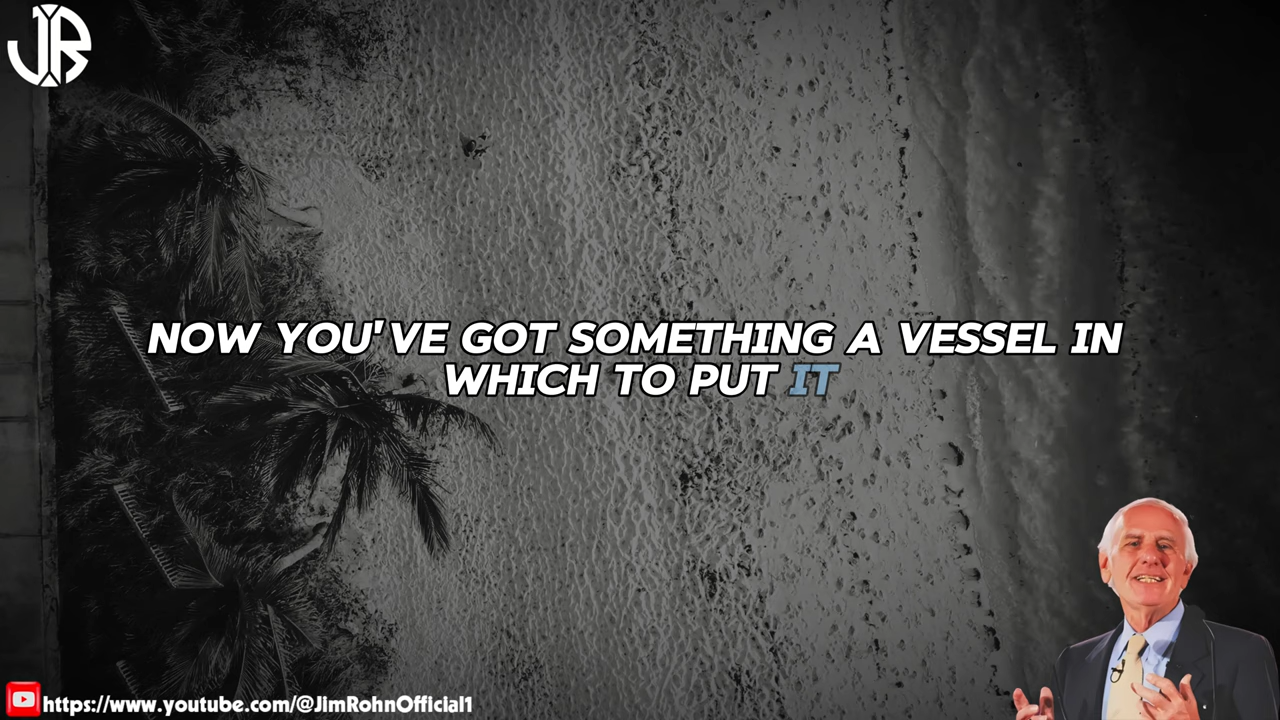 JR
NOW YOU'VE GOT SOMETHING A VESSEL IN
WHICH TO PUT IT
https://www.youtube.com/@JimRohnOfficial1